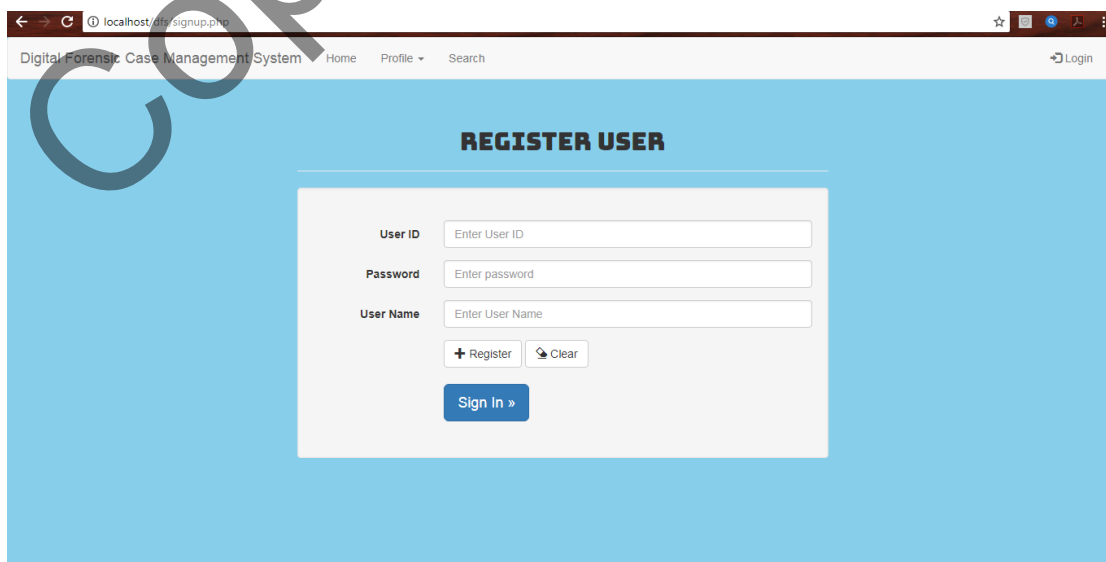 localhost/dfs/signup.php
Digital Forensic Case Management System Home Profile Search Login
REGISTER USER
User ID Enter User ID
Password Enter password
User Name Enter User Name
Register Clear
Sign In »
Cop